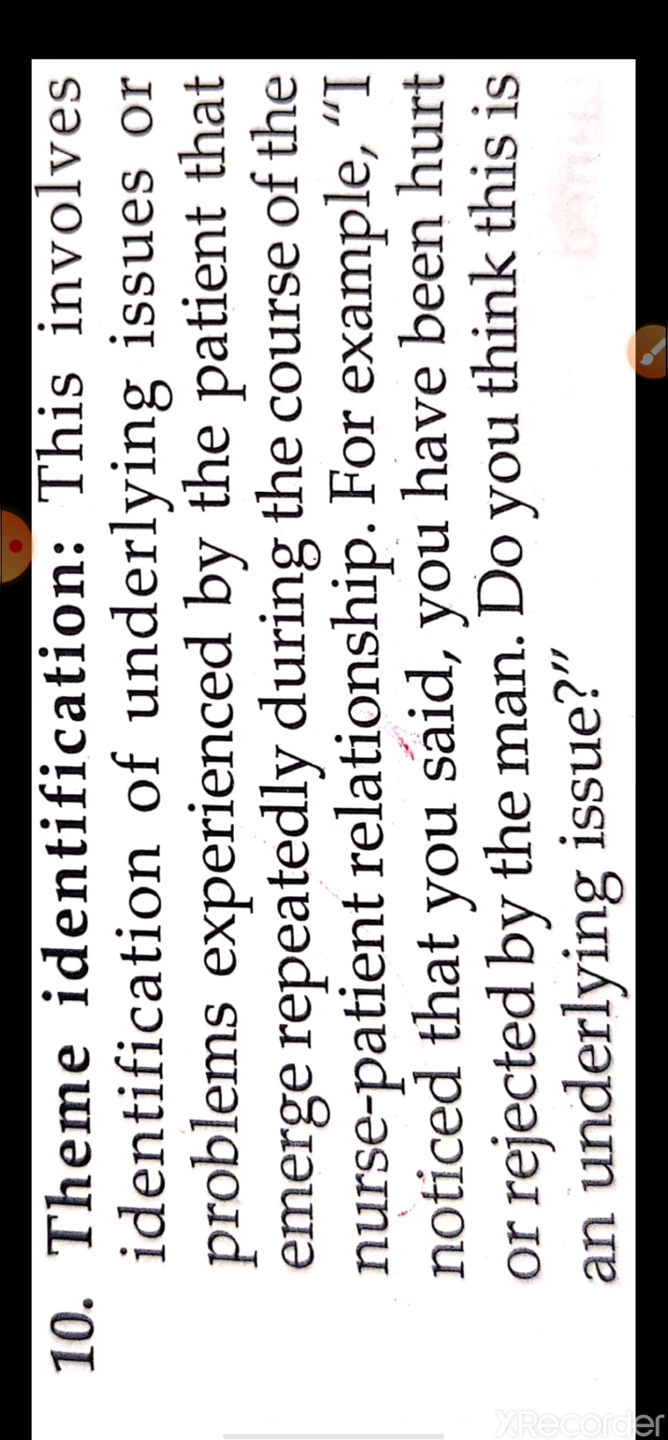 10. Theme identification: This involves
identification of underlying issues or
problems experienced by the patient that
emerge repeatedly during the course of the
nurse-patient relationship. For example, “I
noticed that you said, you have been hurt
or rejected by the man. Do you think this is
an underlying issue?”
XRecorder